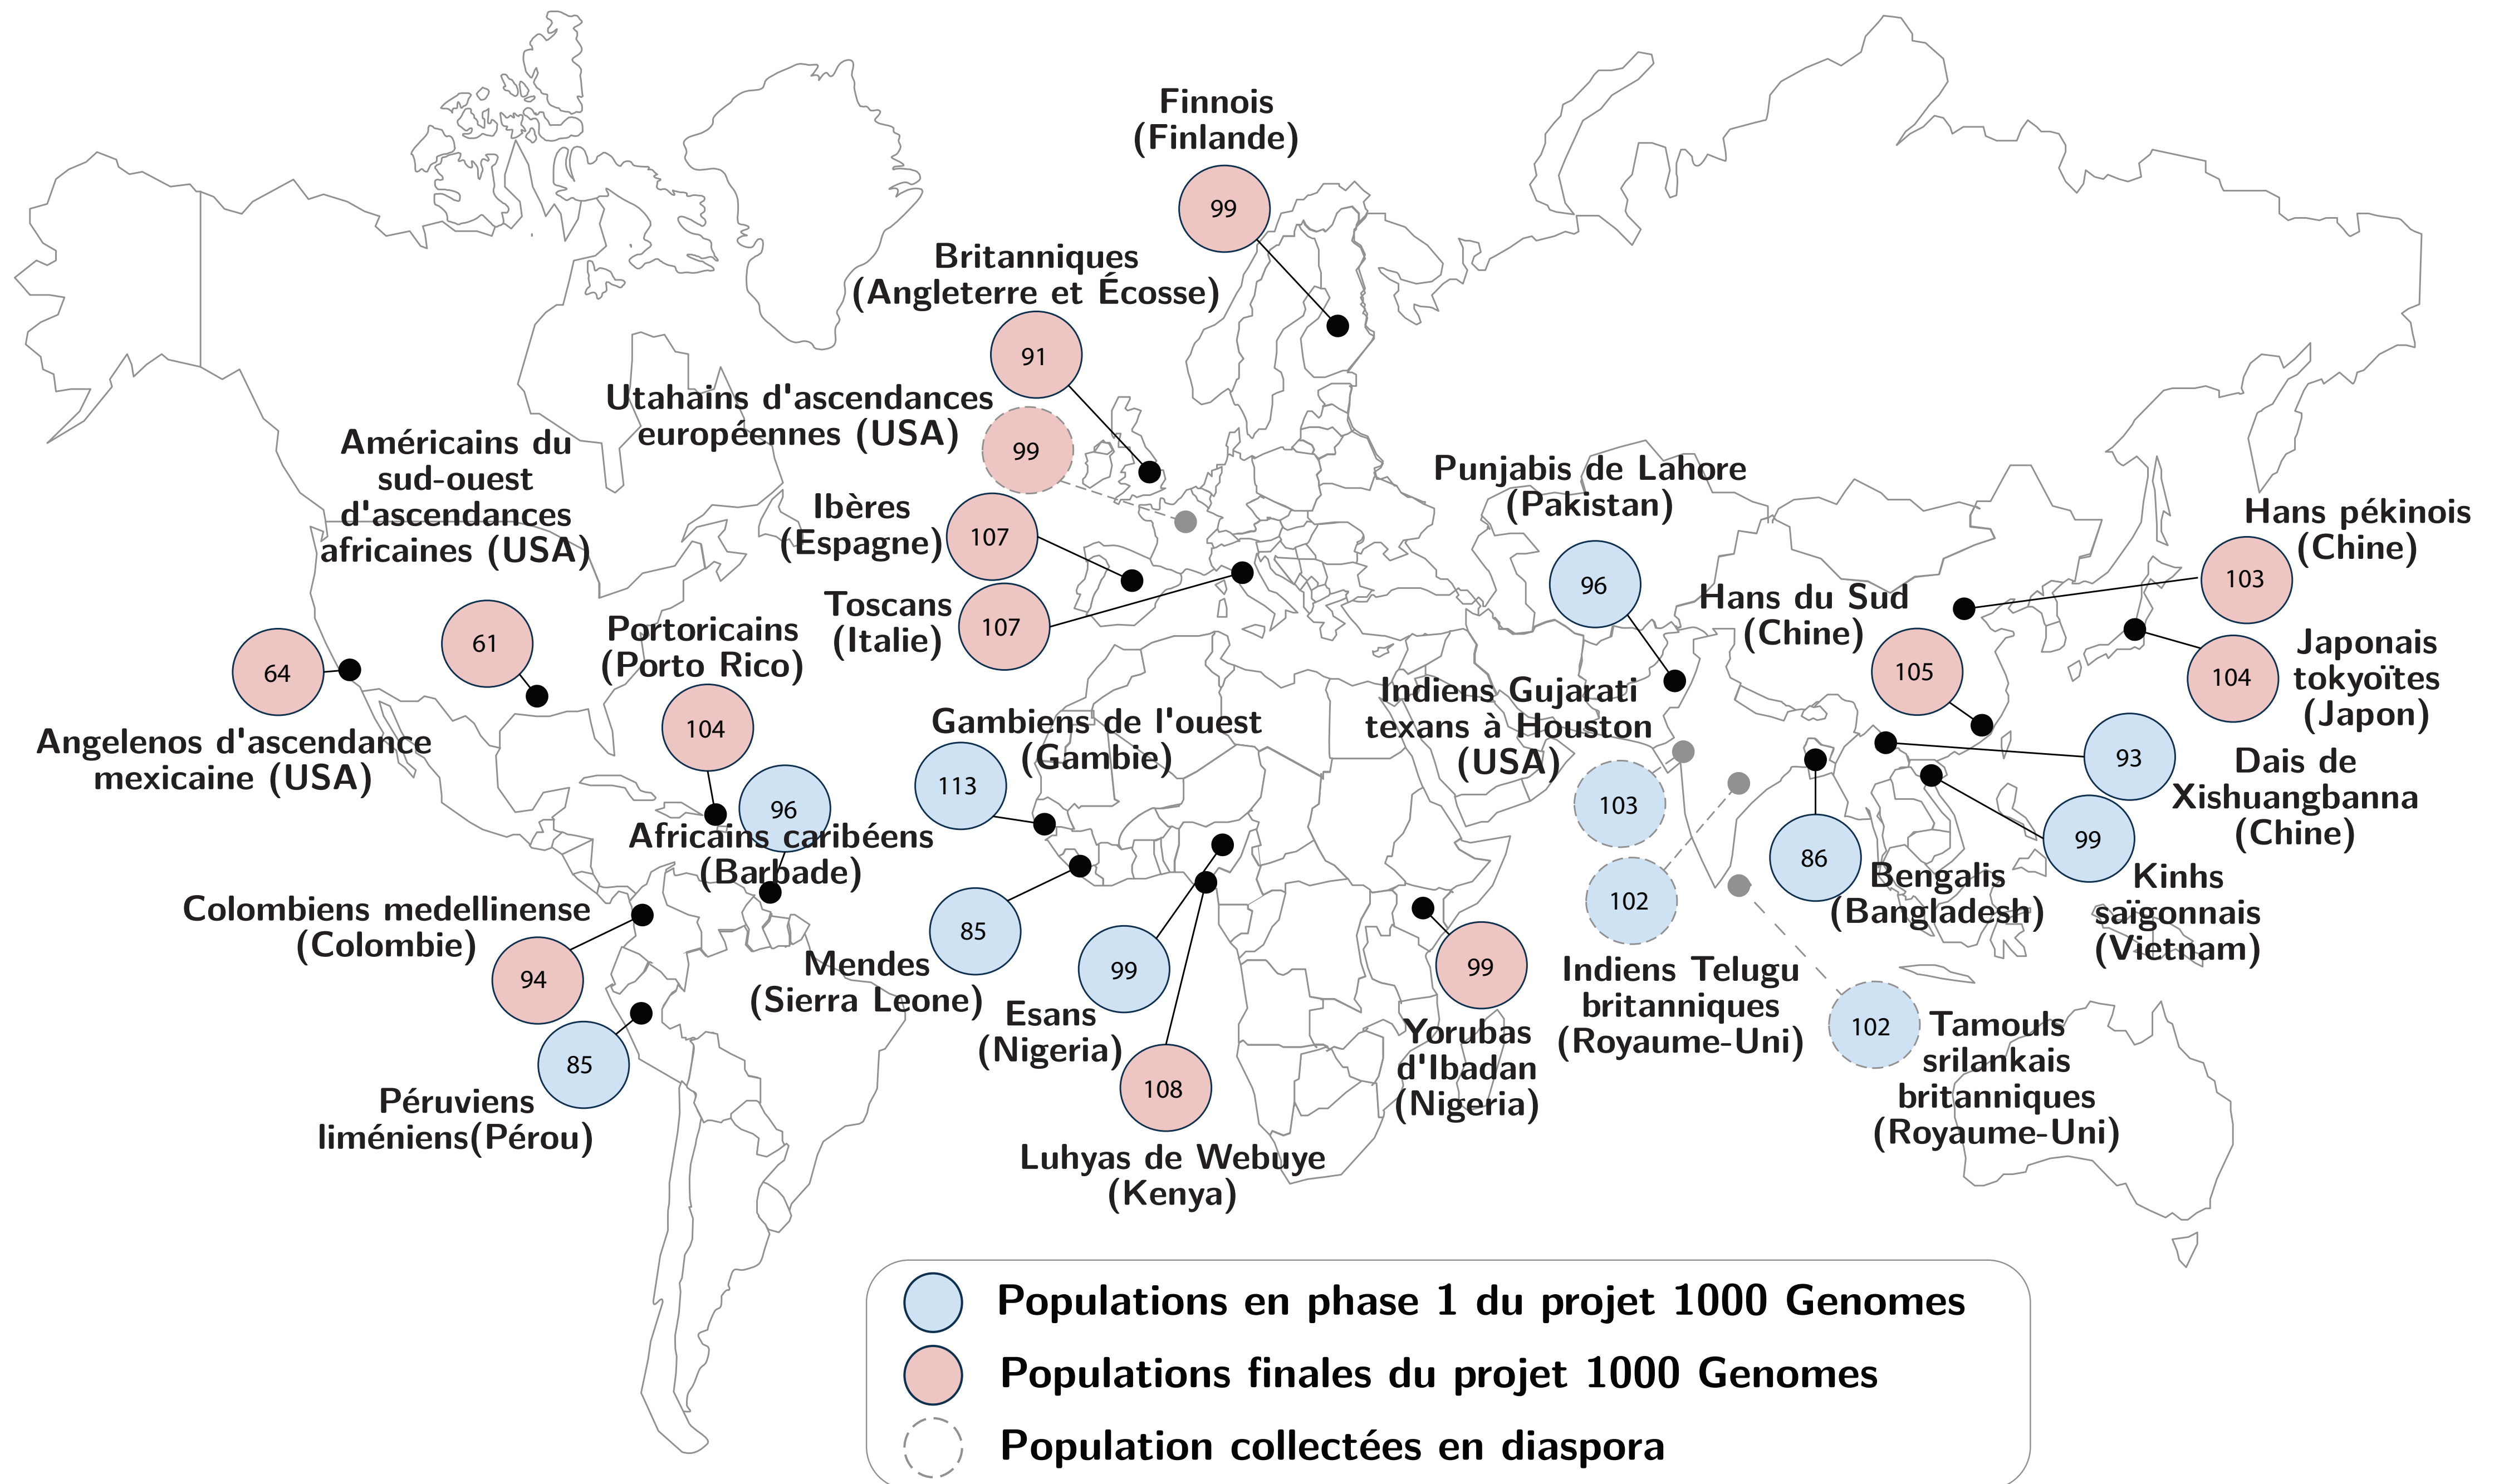 Finnois
(Finlande)
99
Britanniques
(Angleterre et Écosse)
91
Utahains d'ascendances
européennes (USA)
99
Américains du
sud-ouest
d'ascendances
africaines (USA)
61
Ibères
(Espagne)
107
Toscans
(Italie)
107
Punjabis de Lahore
(Pakistan)
96
Hans pékinois
(Chine)
103
Hans du Sud
(Chine)
105
Japonais
tokyoïtes
(Japon)
104
64
Angelenos d'ascendance
mexicaine (USA)
Portoricains
(Porto Rico)
104
96
Africains caribéens
(Barbade)
Gambiens de l'ouest
(Gambie)
113
Indiens Gujarati
texans à Houston
(USA)
103
93
Dais de
Xishuangbanna
(Chine)
99
Kinhs
saïgonnais
(Vietnam)
86
Bengalis
(Bangladesh)
102
Indiens Telugu
britanniques
(Royaume-Uni)
102
Tamouls
srilankais
britanniques
(Royaume-Uni)
Colombiens medellinense
(Colombie)
94
85
Péruviens
liméniens(Pérou)
85
Mendes
(Sierra Leone)
99
Esans
(Nigeria)
108
Luhyas de Webuye
(Kenya)
99
Yorubas
d'Ibadan
(Nigeria)
Populations en phase 1 du projet 1000 Genomes
Populations finales du projet 1000 Genomes
Population collectées en diaspora